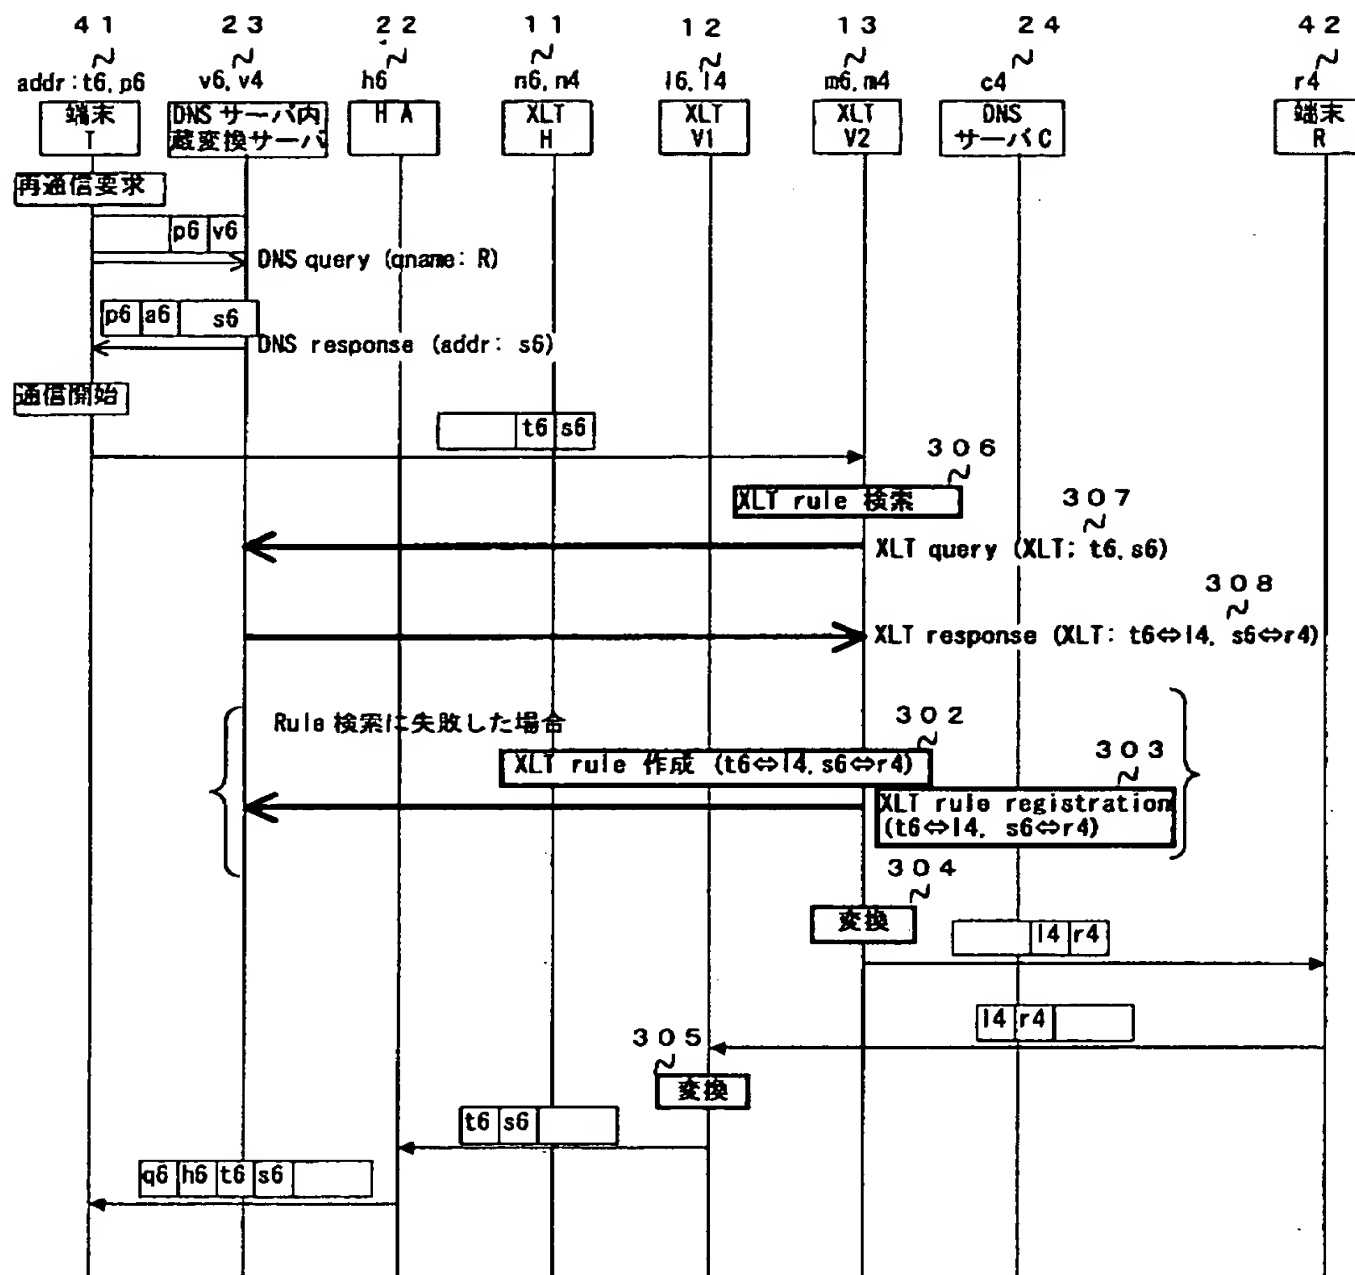 41 23 22 11 12 13 24 42
addr:t6,p6 v6,v4 h6 n6,n4 l6,l4 m6,m4 c4 r4
端末 T
DNS サーバ内蔵変換サーバ
HA
XLT H
XLT V1
XLT V2
DNS サーバ C
端末 R
再通信要求
p6 v6
DNS query (qname: R)
p6 a6 s6
DNS response (addr: s6)
通信開始
t6 s6
306
XLT rule 検索
307
XLT query (XLT: t6, s6)
308
XLT response (XLT: t6⇔l4, s6⇔r4)
Rule 検索に失敗した場合
302
XLT rule 作成 (t6⇔l4, s6⇔r4)
303
XLT rule registration
(t6⇔l4, s6⇔r4)
304
変換
l4 r4
l4 r4
305
変換
t6 s6
q6 h6 t6 s6